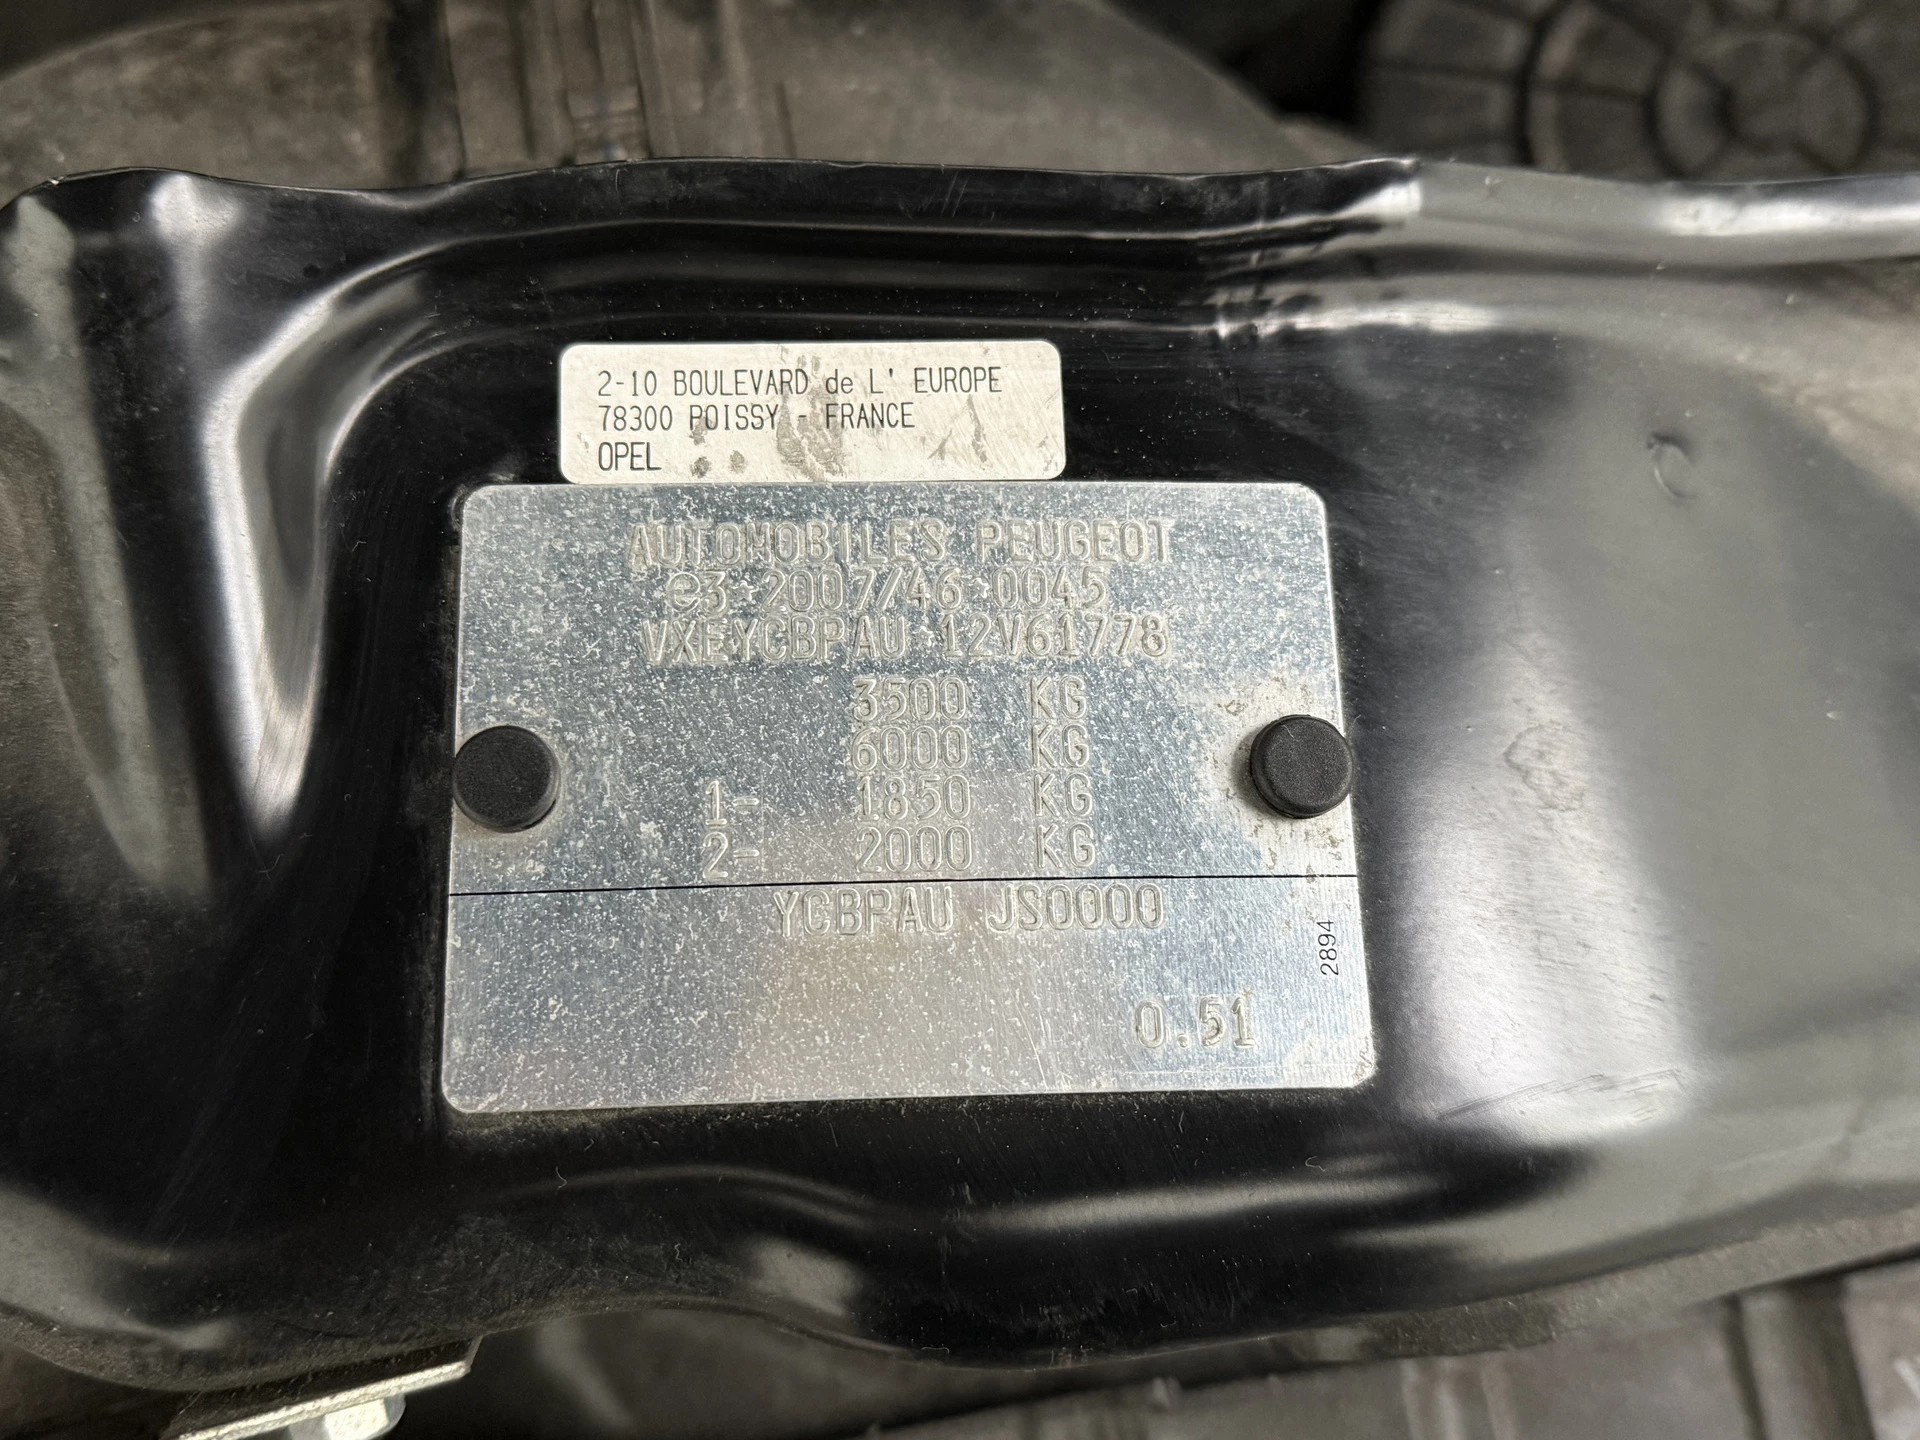 2-10 BOULEVARD de L' EUROPE
78300 POISSY - FRANCE
OPEL
AUTOMOBILES PEUGEOT
e3*2007/46*0045
VXEYCBPAU 12V61778
3500 KG
6000 KG
1- 1850 KG
2- 2000 KG
YCBPAU JS0000
2894
0.51